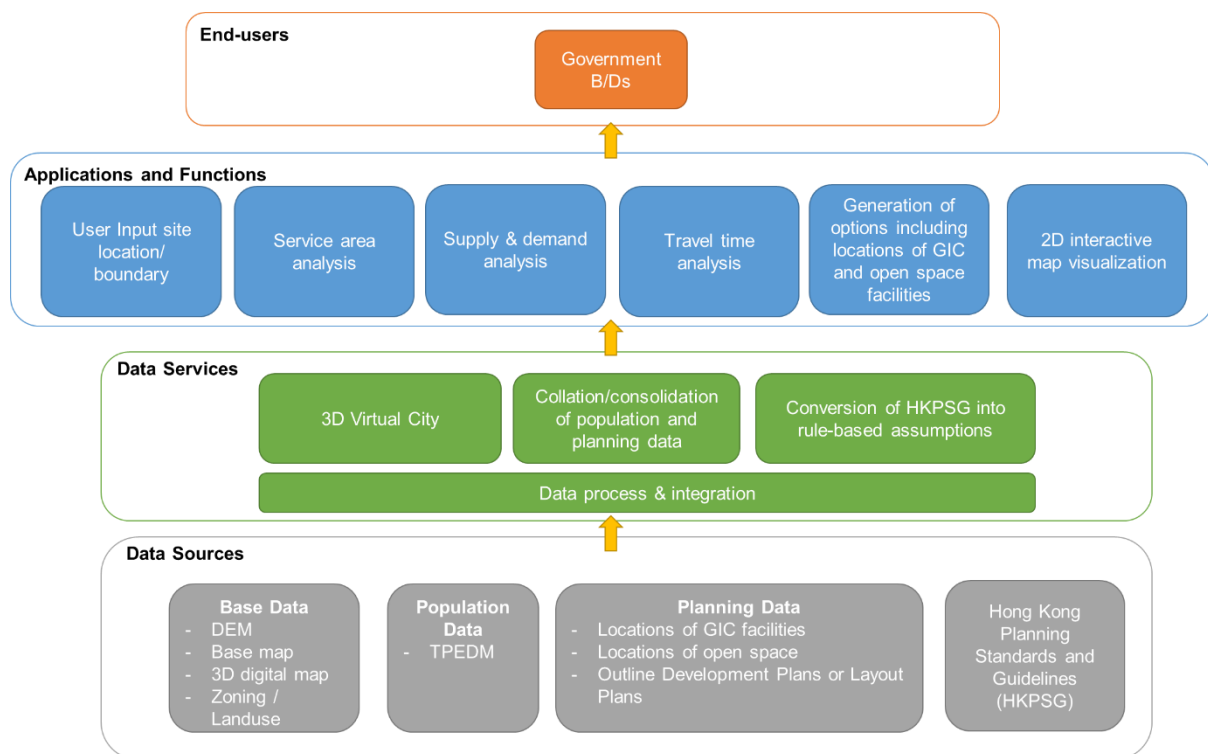 End-users
Government
B/Ds
Applications and Functions
User Input site
location/
boundary
Service area
analysis
Supply & demand
analysis
Travel time
analysis
Generation of
options including
locations of GIC
and open space
facilities
2D interactive
map visualization
Data Services
3D Virtual City
Collation/consolidation
of population and
planning data
Conversion of HKPSG into
rule-based assumptions
Data process & integration
Data Sources
Base Data
- DEM
- Base map
- 3D digital map
- Zoning /
Landuse
Population
Data
- TPEDM
Planning Data
- Locations of GIC facilities
- Locations of open space
- Outline Development Plans or Layout
Plans
Hong Kong
Planning
Standards and
Guidelines
(HKPSG)